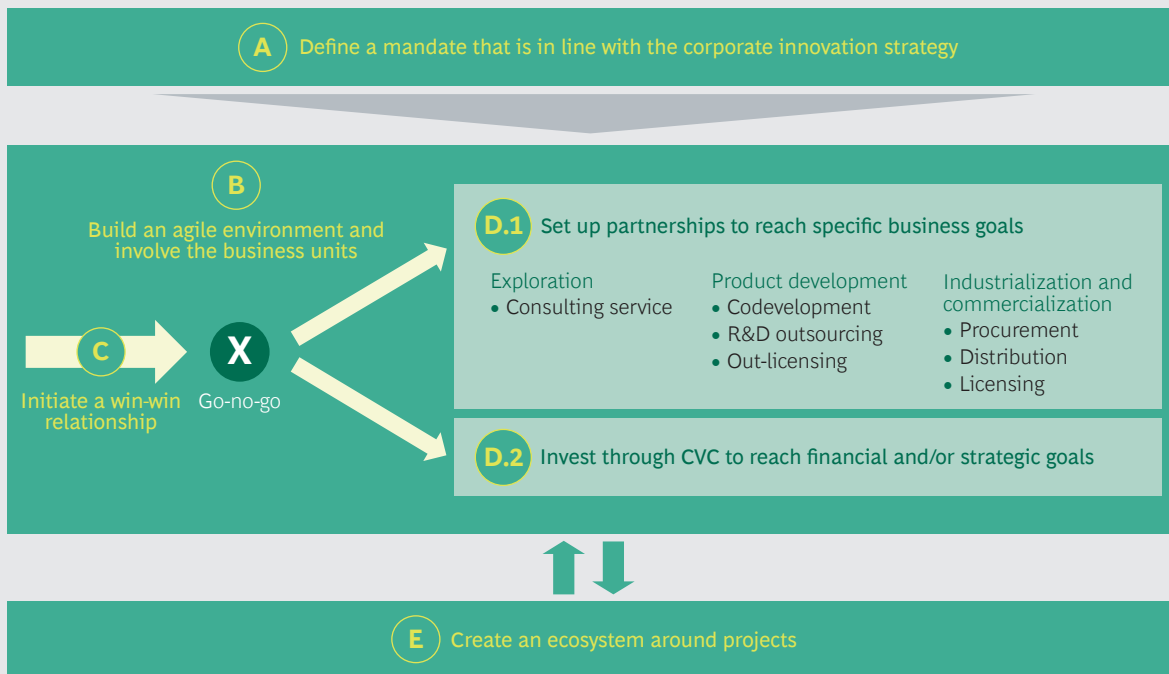 A Define a mandate that is in line with the corporate innovation strategy
B
Build an agile environment and
involve the business units
C
Initiate a win-win
relationship
X
Go-no-go
D.1 Set up partnerships to reach specific business goals
Exploration
• Consulting service
Product development
• Codevelopment
• R&D outsourcing
• Out-licensing
Industrialization and
commercialization
• Procurement
• Distribution
• Licensing
D.2 Invest through CVC to reach financial and/or strategic goals
E Create an ecosystem around projects